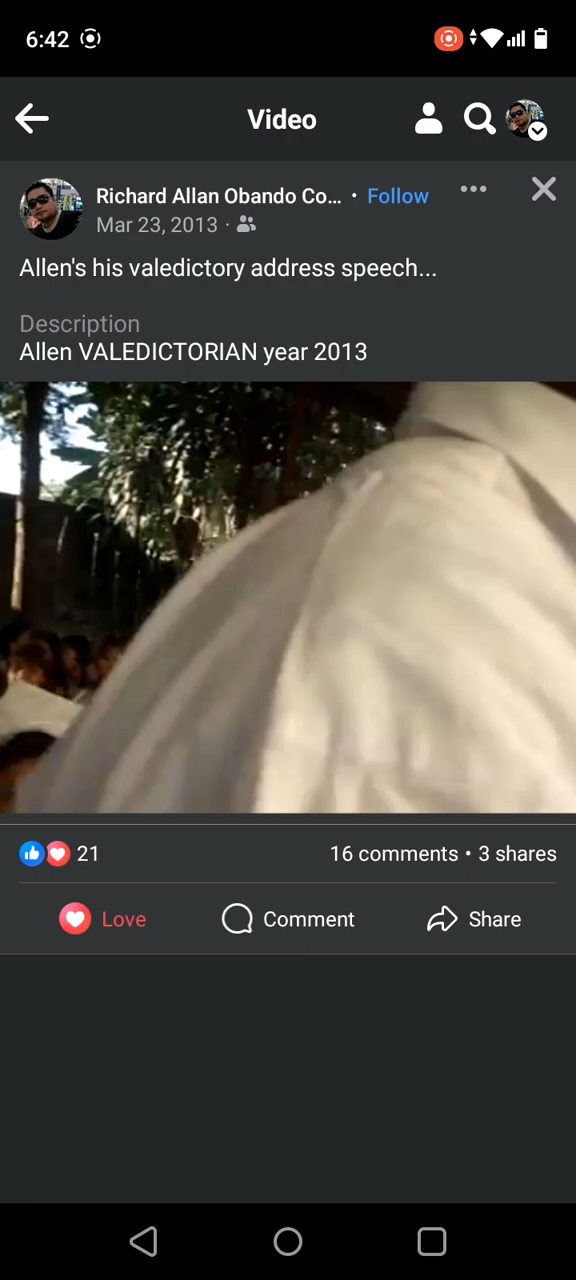 6:42
Video
Richard Allan Obando Co... • Follow
Mar 23, 2013 ·
Allen's his valedictory address speech...
Description
Allen VALEDICTORIAN year 2013
21
16 comments • 3 shares
Love
Comment
Share